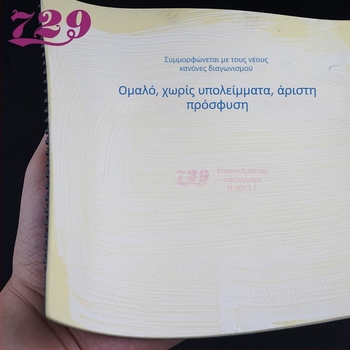 729
Συμμορφώνεται με τους νέους
κανόνες διαγωνισμού
Ομαλό, χωρίς υπολείμματα, άριστη
πρόσφυση
729